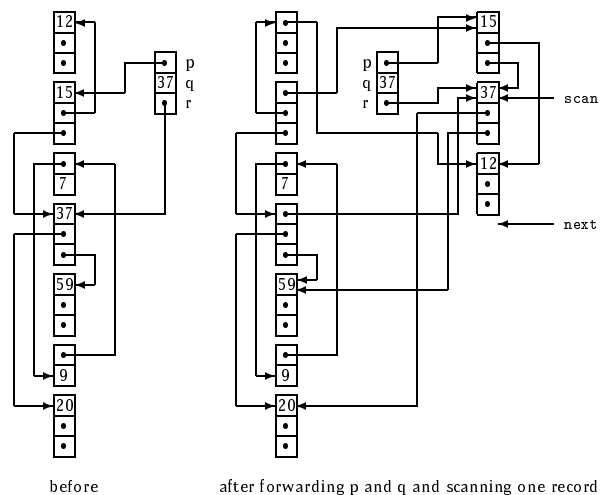 12
15
7
37
59
9
20
p
37 q
r
before
7
59
9
20
p
q 37
r
15
37
12
scan
next
after forwarding p and q and scanning one record